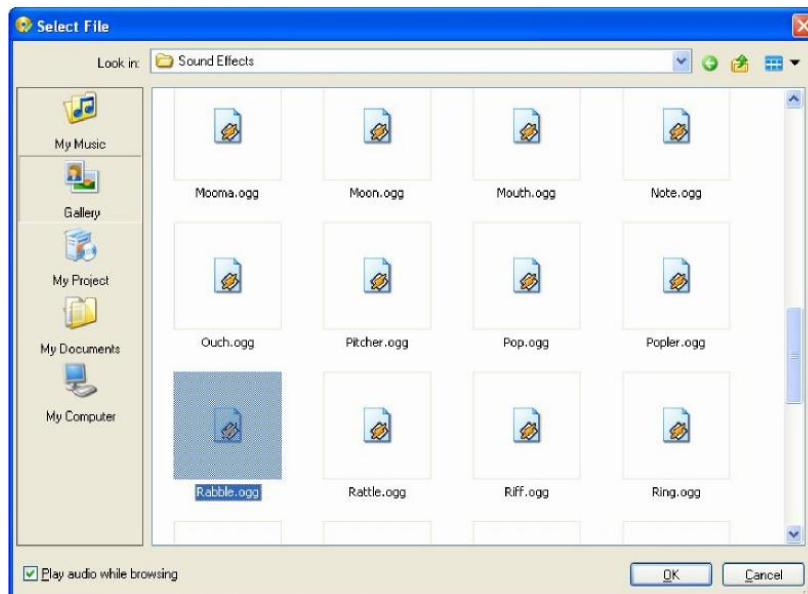 Select File
Look in: Sound Effects
My Music
Gallery
My Project
My Documents
My Computer
Mooma.ogg Moon.ogg Mouth.ogg Note.ogg
Ouch.ogg Pitcher.ogg Pop.ogg Popler.ogg
Rabble.ogg Rattle.ogg Riff.ogg Ring.ogg
Play audio while browsing
OK Cancel